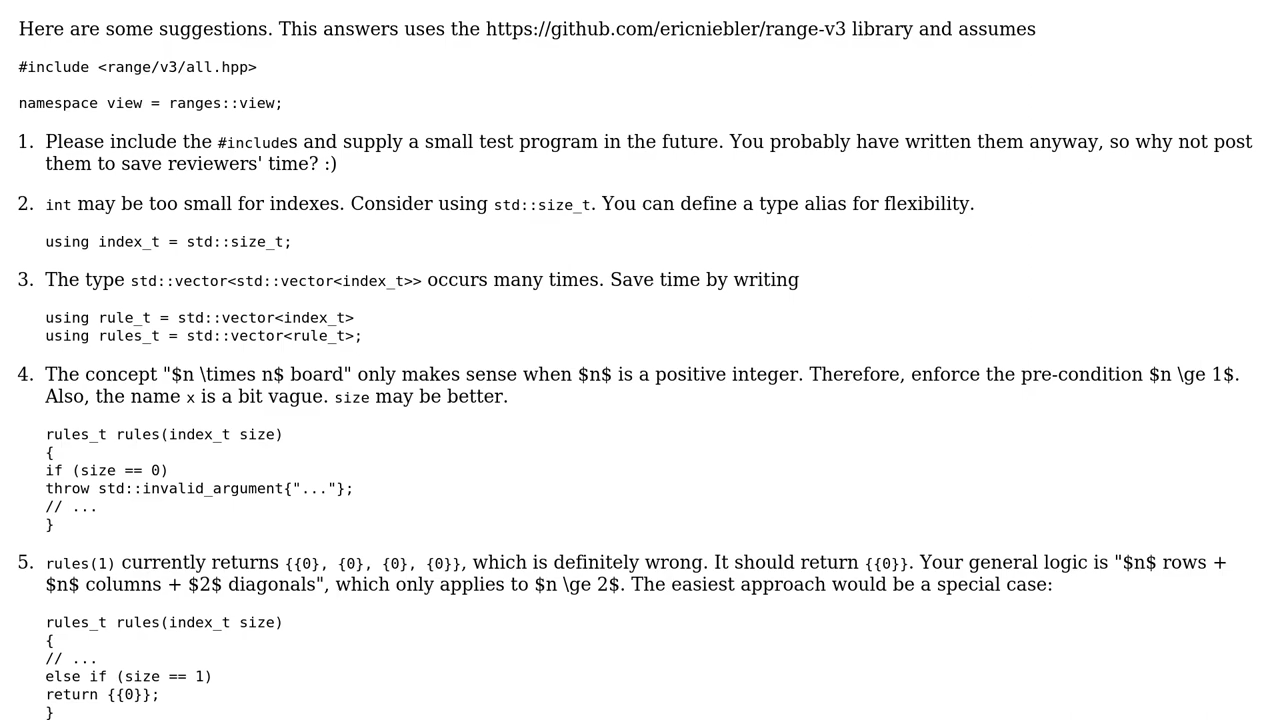 Here are some suggestions. This answers uses the https://github.com/ericniebler/range-v3 library and assumes
#include <range/v3/all.hpp>
namespace view = ranges::view;
1. Please include the #includes and supply a small test program in the future. You probably have written them anyway, so why not post
them to save reviewers' time? :)
2. int may be too small for indexes. Consider using std::size_t. You can define a type alias for flexibility.
using index_t = std::size_t;
3. The type std::vector<std::vector<index_t>> occurs many times. Save time by writing
using rule_t = std::vector<index_t>
using rules_t = std::vector<rule_t>;
4. The concept "$n \times n$ board" only makes sense when $n$ is a positive integer. Therefore, enforce the pre-condition $n \ge 1$.
Also, the name x is a bit vague. size may be better.
rules_t rules(index_t size)
{
if (size == 0)
throw std::invalid_argument{"..."};
// ...
}
5. rules(1) currently returns {{0}, {0}, {0}, {0}}, which is definitely wrong. It should return {{0}}. Your general logic is "$n$ rows +
$n$ columns + $2$ diagonals", which only applies to $n \ge 2$. The easiest approach would be a special case:
rules_t rules(index_t size)
{
// ...
else if (size == 1)
return {{0}};
}